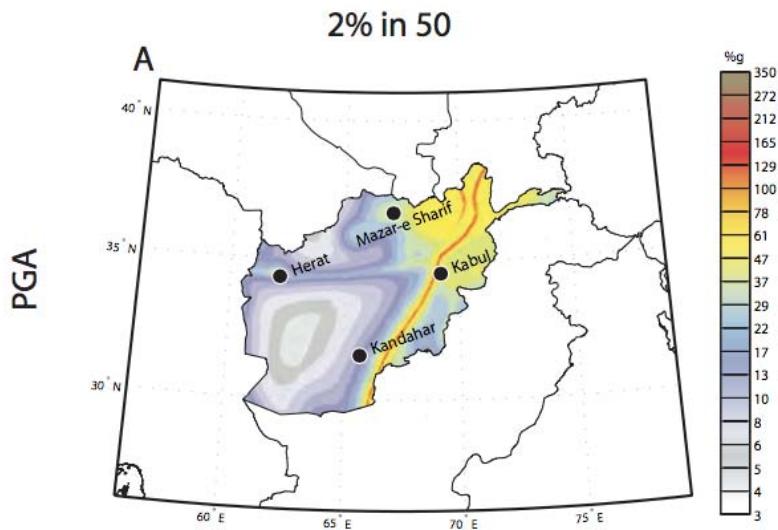 2% in 50
A
%g
350
272
212
165
129
100
78
61
47
37
29
22
17
13
10
8
6
5
4
3
40° N
35° N
30° N
PGA
Mazar-e Sharif
Herat
Kabul
Kandahar
60° E
65° E
70° E
75° E